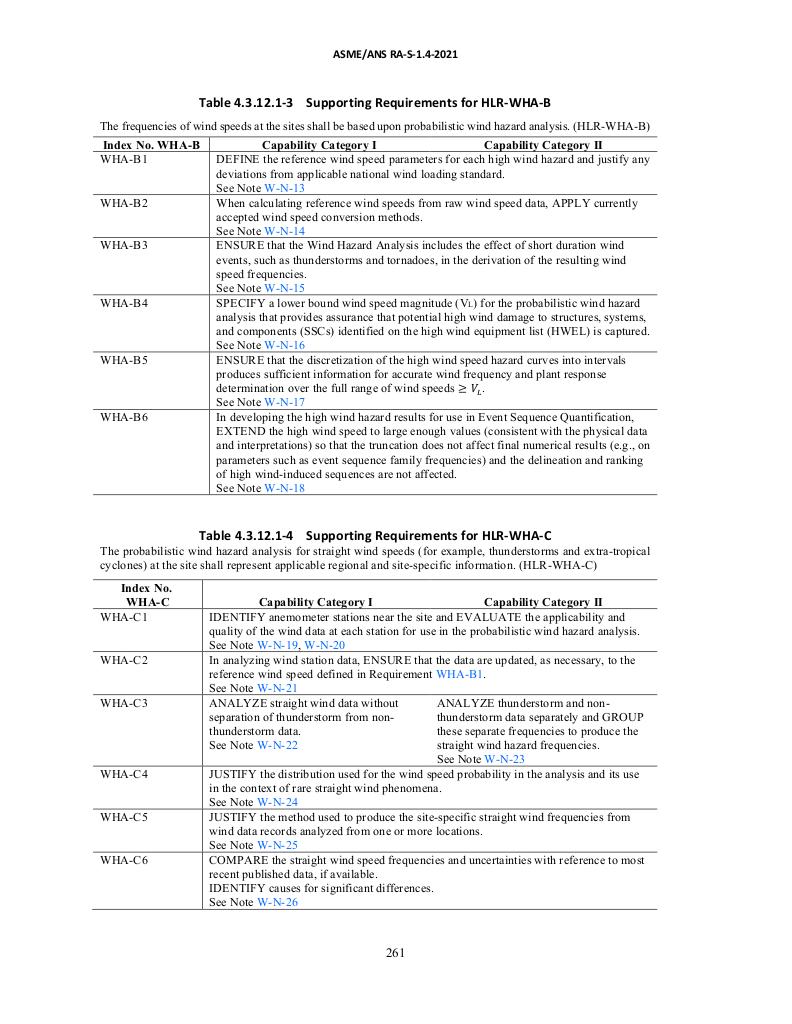 ASME/ANS RA-S-1.4-2021
Table 4.3.12.1-3 Supporting Requirements for HLR-WHA-B
The frequencies of wind speeds at the sites shall be based upon probabilistic wind hazard analysis. (HLR-WHA-B)
Index No. WHA-B Capability Category I Capability Category II
WHA-B1 DEFINE the reference wind speed parameters for each high wind hazard and justify any
deviations from applicable national wind loading standard.
See Note W-N-13
WHA-B2 When calculating reference wind speeds from raw wind speed data, APPLY currently
accepted wind speed conversion methods.
See Note W-N-14
WHA-B3 ENSURE that the Wind Hazard Analysis includes the effect of short duration wind
events, such as thunderstorms and tornadoes, in the derivation of the resulting wind
speed frequencies.
See Note W-N-15
WHA-B4 SPECIFY a lower bound wind speed magnitude (VL) for the probabilistic wind hazard
analysis that provides assurance that potential high wind damage to structures, systems,
and components (SSCs) identified on the high wind equipment list (HWEL) is captured.
See Note W-N-16
WHA-B5 ENSURE that the discretization of the high wind speed hazard curves into intervals
produces sufficient information for accurate wind frequency and plant response
determination over the full range of wind speeds ≥ V_L.
See Note W-N-17
WHA-B6 In developing the high wind hazard results for use in Event Sequence Quantification,
EXTEND the high wind speed to large enough values (consistent with the physical data
and interpretations) so that the truncation does not affect final numerical results (e.g., on
parameters such as event sequence family frequencies) and the delineation and ranking
of high wind-induced sequences are not affected.
See Note W-N-18
Table 4.3.12.1-4 Supporting Requirements for HLR-WHA-C
The probabilistic wind hazard analysis for straight wind speeds (for example, thunderstorms and extra-tropical
cyclones) at the site shall represent applicable regional and site-specific information. (HLR-WHA-C)
Index No.
WHA-C Capability Category I Capability Category II
WHA-C1 IDENTIFY anemometer stations near the site and EVALUATE the applicability and
quality of the wind data at each station for use in the probabilistic wind hazard analysis.
See Note W-N-19, W-N-20
WHA-C2 In analyzing wind station data, ENSURE that the data are updated, as necessary, to the
reference wind speed defined in Requirement WHA-B1.
See Note W-N-21
WHA-C3 ANALYZE straight wind data without
separation of thunderstorm from non-
thunderstorm data.
See Note W-N-22
ANALYZE thunderstorm and non-
thunderstorm data separately and GROUP
these separate frequencies to produce the
straight wind hazard frequencies.
See Note W-N-23
WHA-C4 JUSTIFY the distribution used for the wind speed probability in the analysis and its use
in the context of rare straight wind phenomena.
See Note W-N-24
WHA-C5 JUSTIFY the method used to produce the site-specific straight wind frequencies from
wind data records analyzed from one or more locations.
See Note W-N-25
WHA-C6 COMPARE the straight wind speed frequencies and uncertainties with reference to most
recent published data, if available.
IDENTIFY causes for significant differences.
See Note W-N-26
261